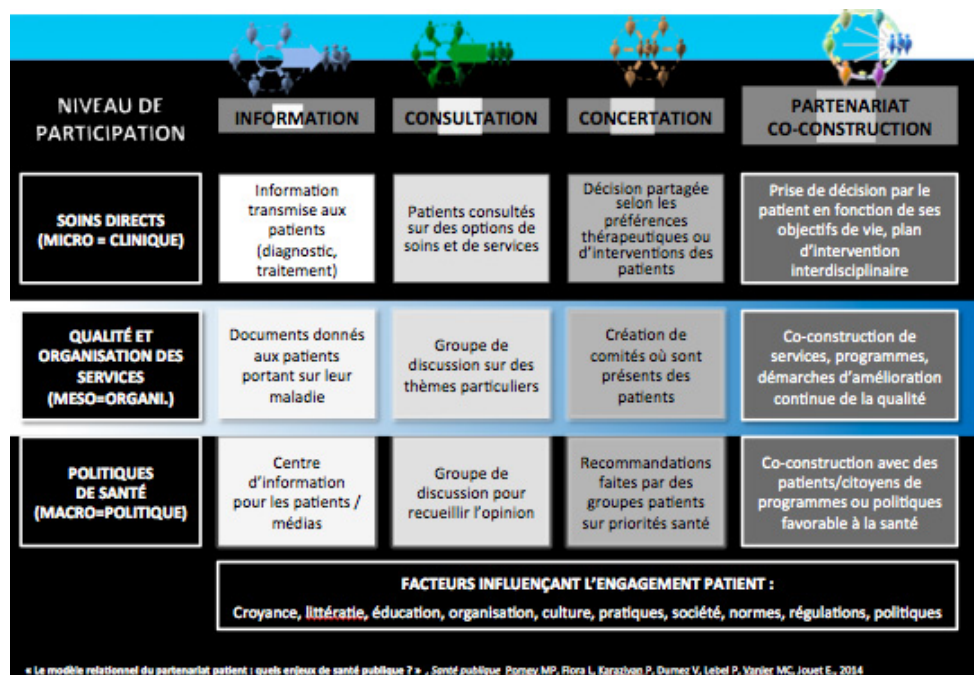 NIVEAU DE
PARTICIPATION
INFORMATION
CONSULTATION
CONCERTATION
PARTENARIAT
CO-CONSTRUCTION
SOINS DIRECTS
(MICRO = CLINIQUE)
Information
transmise aux
patients
(diagnostic,
traitement)
Patients consultés
sur des options de
soins et de services
Décision partagée
selon les
préférences
thérapeutiques ou
d’interventions des
patients
Prise de décision par le
patient en fonction de ses
objectifs de vie, plan
d’intervention
interdisciplinaire
QUALITÉ ET
ORGANISATION DES
SERVICES
(MESO=ORGANI.)
Documents donnés
aux patients
portant sur leur
maladie
Groupe de
discussion sur des
thèmes particuliers
Création de
comités où sont
présents des
patients
Co-construction de
services, programmes,
démarches d’amélioration
continue de la qualité
POLITIQUES
DE SANTÉ
(MACRO=POLITIQUE)
Centre
d’information
pour les patients /
médias
Groupe de
discussion pour
recueillir l’opinion
Recommandations
faites par des
groupes patients
sur priorités santé
Co-construction avec des
patients/citoyens de
programmes ou politiques
favorable à la santé
FACTEURS INFLUENÇANT L’ENGAGEMENT PATIENT :
Croyance, littératie, éducation, organisation, culture, pratiques, société, normes, régulations, politiques
« Le modèle relationnel du partenariat patient : quels enjeux de santé publique ? » , Santé publique Pomey MP, Flora L, Karazivan P, Dumez V, Lebel P, Vanier MC, Jouet E., 2014